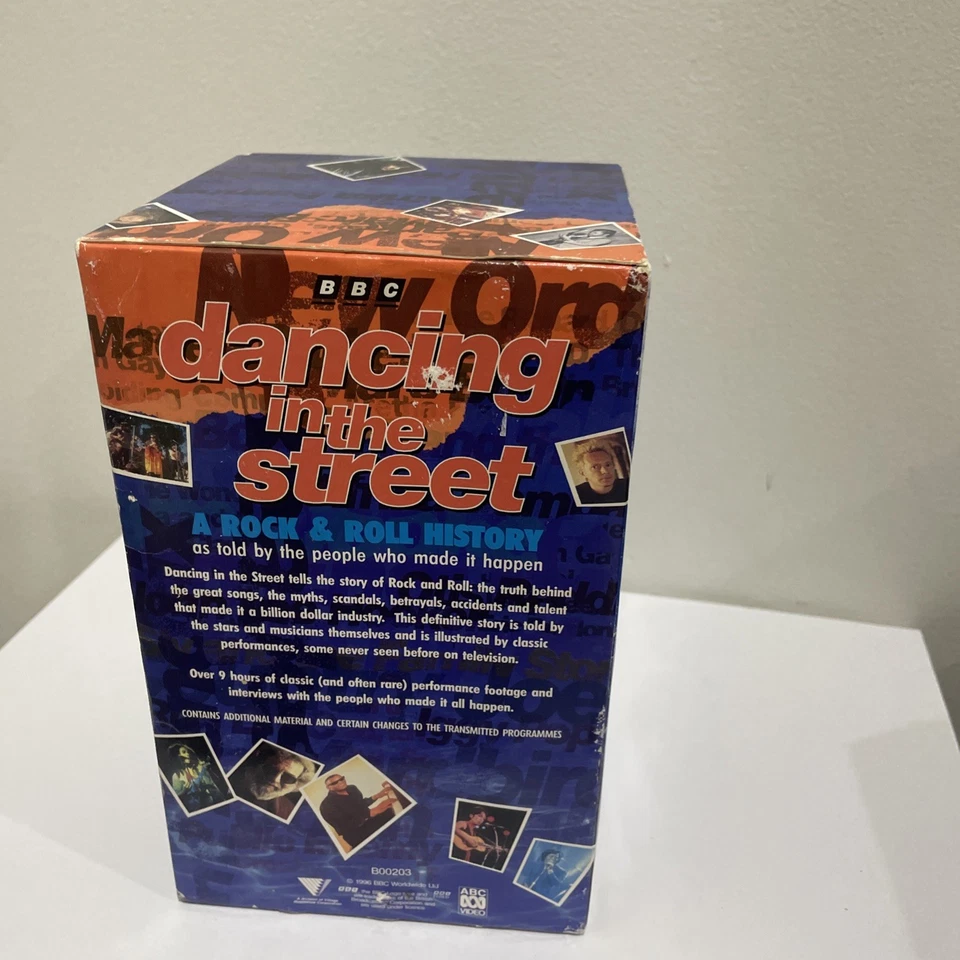 New Ord
BBC
dancing
in the
street
A ROCK & ROLL HISTORY
as told by the people who made it happen
Dancing in the Street tells the story of Rock and Roll: the truth behind
the great songs, the myths, scandals, betrayals, accidents and talent
that made it a billion dollar industry. This definitive story is told by
the stars and musicians themselves and is illustrated by classic
performances, some never seen before on television.
Over 9 hours of classic (and often rare) performance footage and
interviews with the people who made it all happen.
CONTAINS ADDITIONAL MATERIAL AND CERTAIN CHANGES TO THE TRANSMITTED PROGRAMMES
B00203
© 1996 BBC Worldwide Ltd
ABC
VIDEO